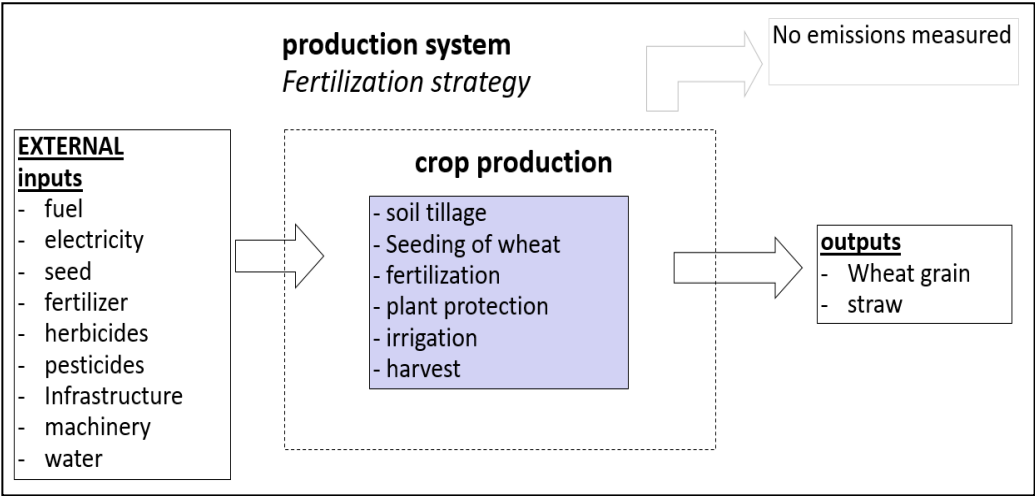 production system
Fertilization strategy
No emissions measured
EXTERNAL
inputs
- fuel
- electricity
- seed
- fertilizer
- herbicides
- pesticides
- Infrastructure
- machinery
- water
crop production
- soil tillage
- Seeding of wheat
- fertilization
- plant protection
- irrigation
- harvest
outputs
- Wheat grain
- straw